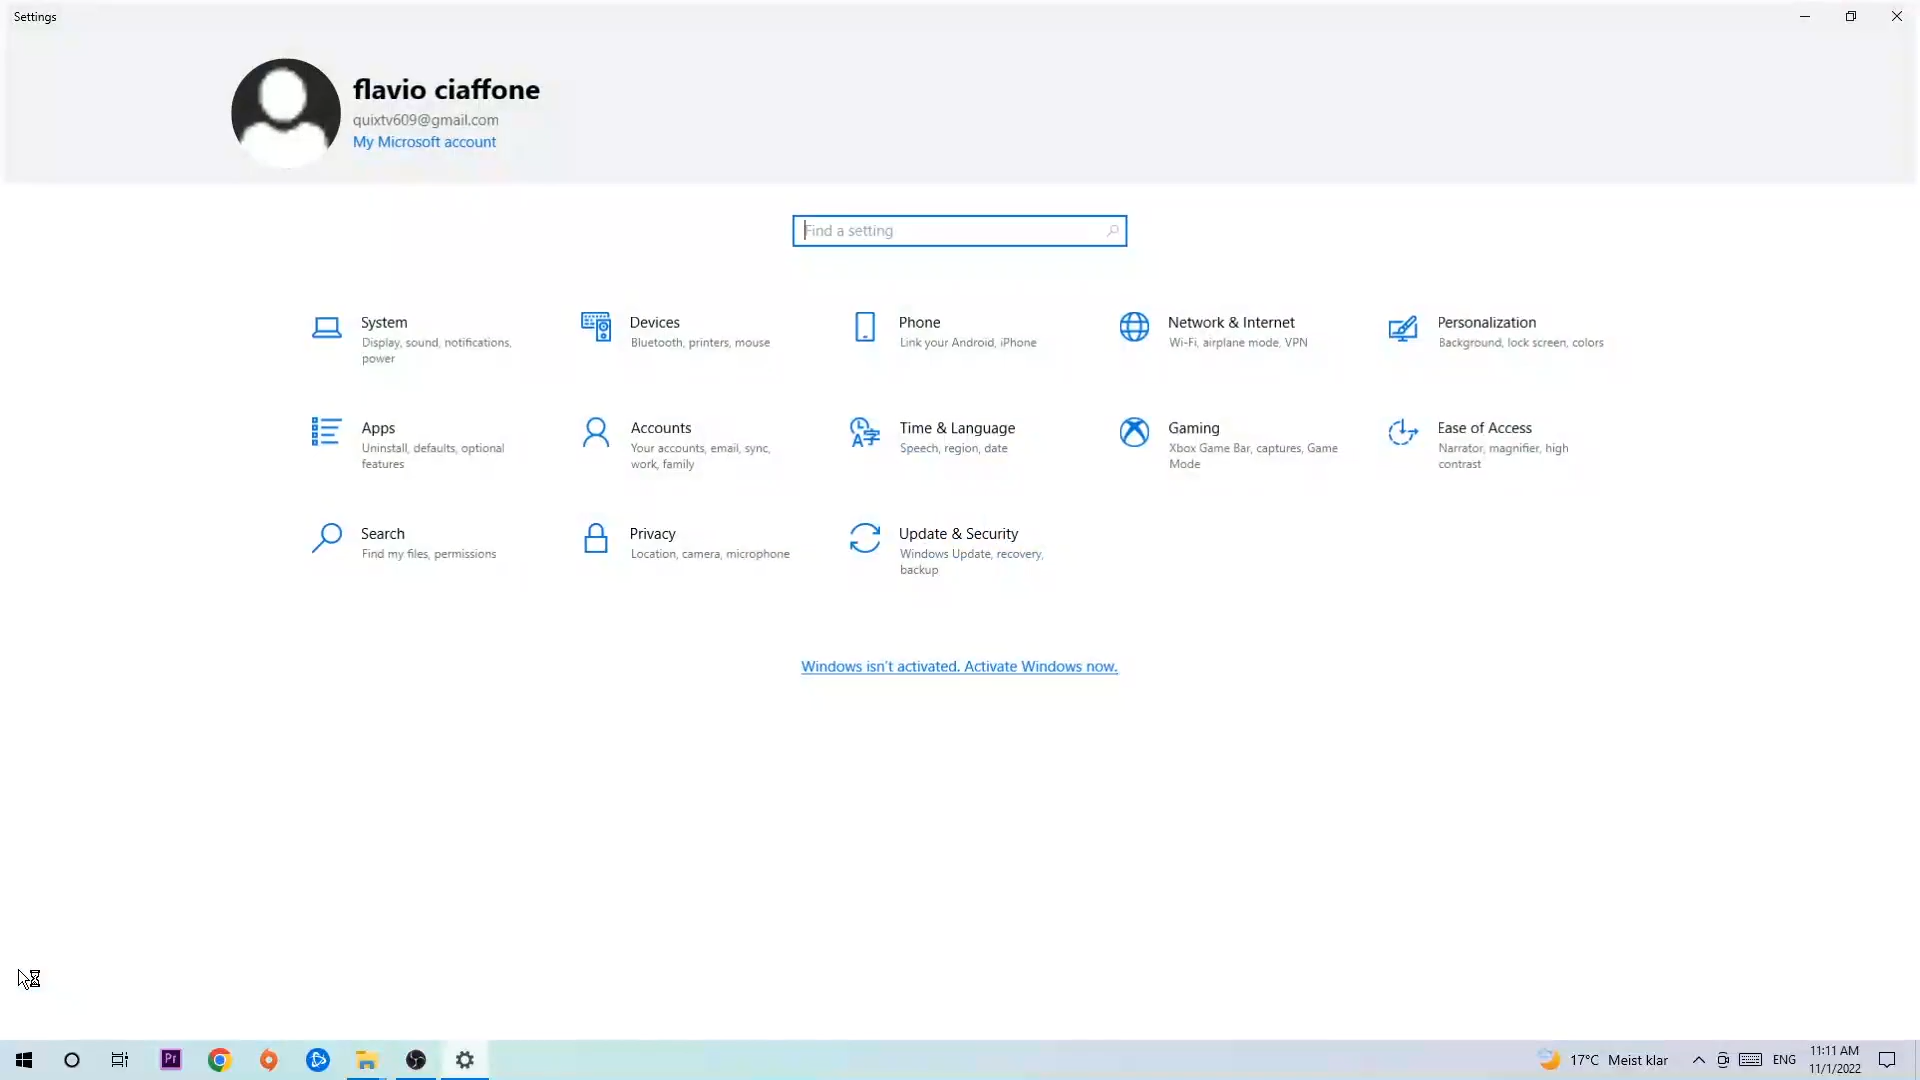 Settings
flavio ciaffone
quixtv609@gmail.com
My Microsoft account
Find a setting
System
Display, sound, notifications,
power
Devices
Bluetooth, printers, mouse
Phone
Link your Android, iPhone
Network & Internet
Wi-Fi, airplane mode, VPN
Personalization
Background, lock screen, colors
Apps
Uninstall, defaults, optional
features
Accounts
Your accounts, email, sync,
work, family
Time & Language
Speech, region, date
Gaming
Xbox Game Bar, captures, Game
Mode
Ease of Access
Narrator, magnifier, high
contrast
Search
Find my files, permissions
Privacy
Location, camera, microphone
Update & Security
Windows Update, recovery,
backup
Windows isn't activated. Activate Windows now.
Pr
17°C Meist klar
ENG
11:11 AM
11/1/2022